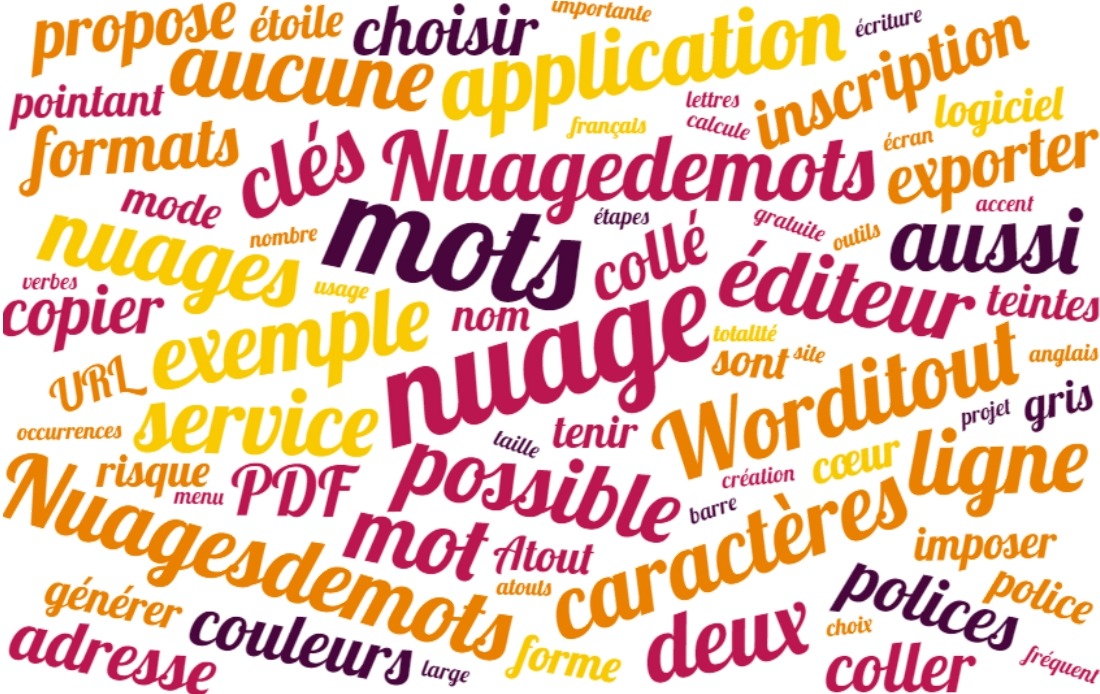 propose
étoile
choisir
importante
écriture
aucune
application
inscription
pointant
lettres
calcule
français
logiciel
formats
clés
Nuagedemots
écran
exporter
mode
nuages
nombre
mots
étapes
collé
gratuite
outils
accent
aussi
verbes
copier
usage
exemple
nom
nuage
éditeur
teintes
totalité
sont
site
anglais
URL
service
occurrences
taille
tenir
Worditout
projet
gris
risque
menu
PDF
possible
création
cœur
ligne
barre
Nuagesdemots
mot
Atout
atouts
caractères
imposer
générer
couleurs
adresse
large
forme
deux
choix
polices
police
coller
fréquent